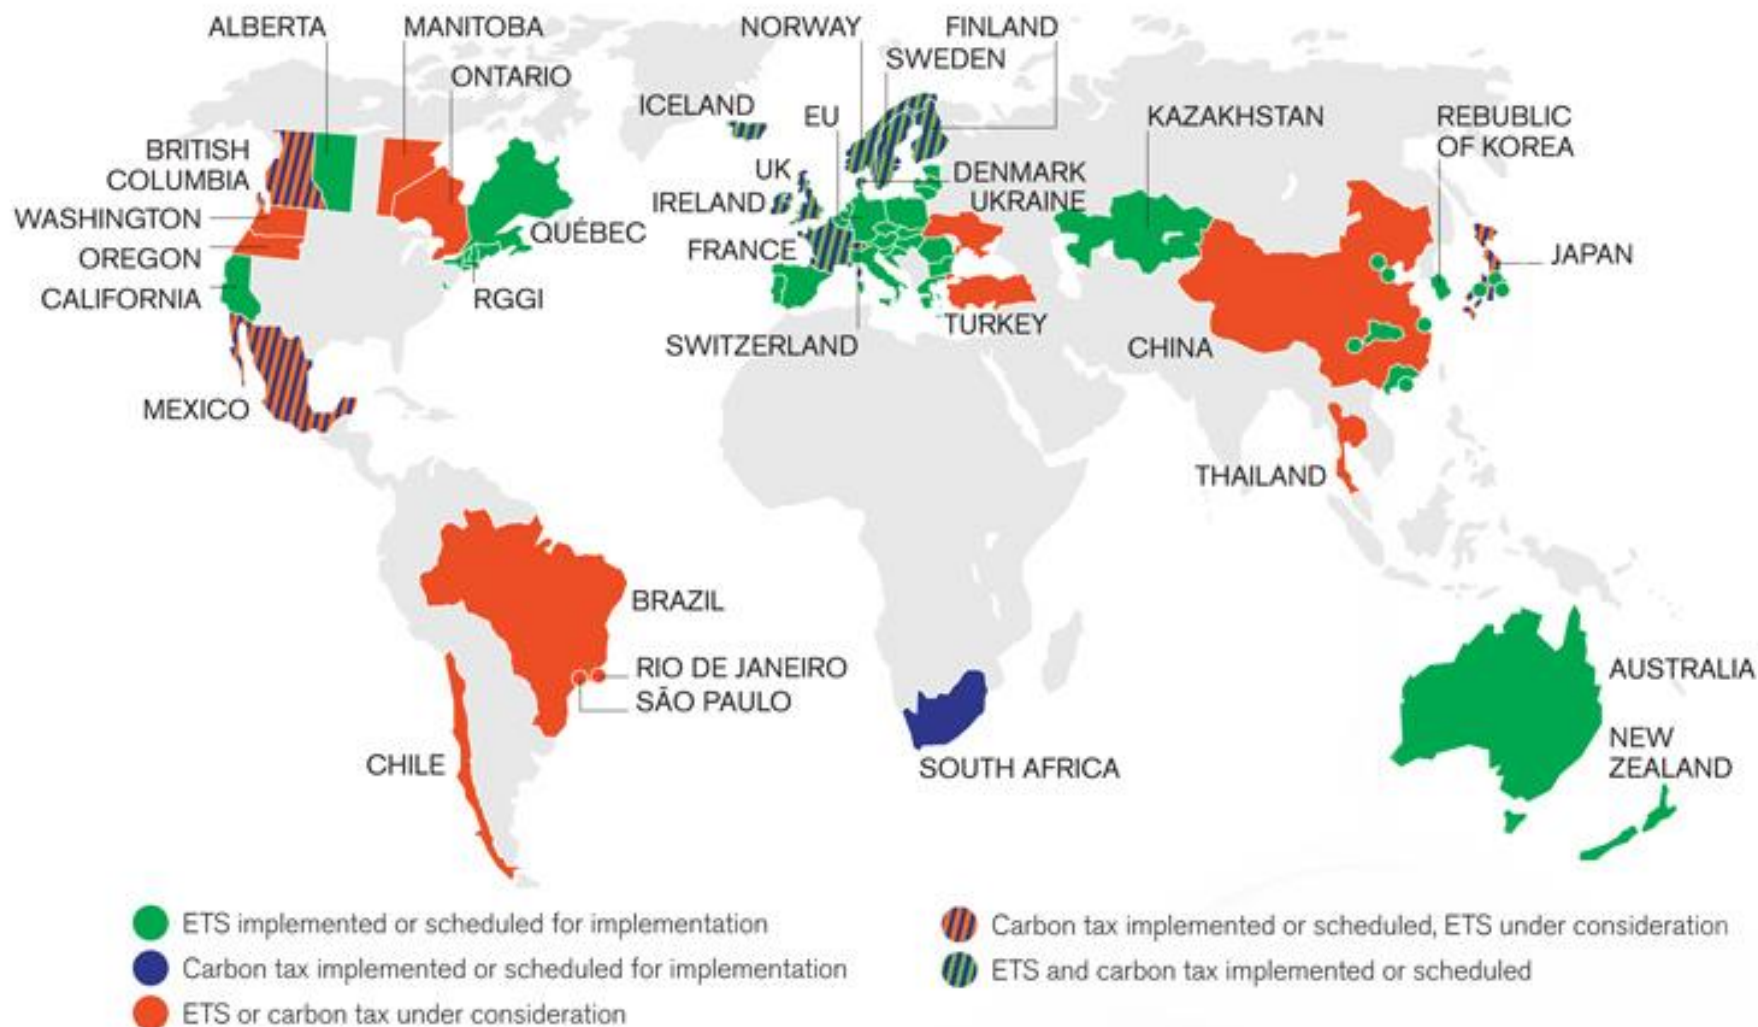 ALBERTA
MANITOBA
NORWAY
FINLAND
SWEDEN
ONTARIO
ICELAND
EU
KAZAKHSTAN
REBUBLIC
OF KOREA
BRITISH
COLUMBIA
UK
DENMARK
UKRAINE
IRELAND
WASHINGTON
QUÉBEC
FRANCE
OREGON
JAPAN
CALIFORNIA
RGGI
TURKEY
SWITZERLAND
CHINA
MEXICO
THAILAND
BRAZIL
RIO DE JANEIRO
SÃO PAULO
AUSTRALIA
NEW
ZEALAND
CHILE
SOUTH AFRICA
ETS implemented or scheduled for implementation
Carbon tax implemented or scheduled for implementation
ETS or carbon tax under consideration
Carbon tax implemented or scheduled, ETS under consideration
ETS and carbon tax implemented or scheduled